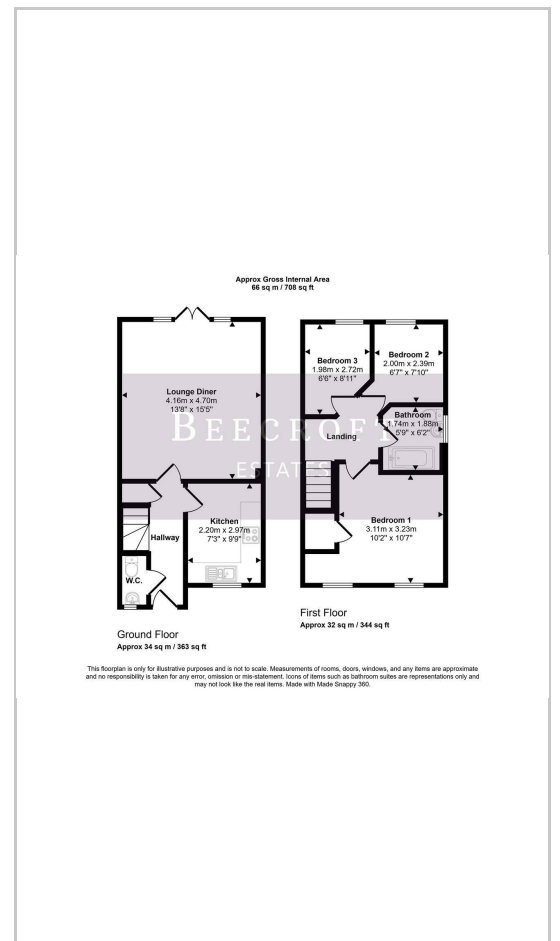 Approx Gross Internal Area
66 sq m / 708 sq ft
Bedroom 3
1.98m x 2.72m
6'6" x 8'11"
Bedroom 2
2.00m x 2.39m
6'7" x 7'10"
Lounge Diner
4.16m x 4.70m
13'8" x 15'5"
Bathroom
1.74m x 1.88m
5'9" x 6'2"
BEECROFT
ESTATES
Landing
Kitchen
2.20m x 2.97m
7'3" x 9'9"
Hallway
W.C.
Bedroom 1
3.11m x 3.23m
10'2" x 10'7"
Ground Floor
Approx 34 sq m / 363 sq ft
First Floor
Approx 32 sq m / 344 sq ft
This floorplan is only for illustrative purposes and is not to scale. Measurements of rooms, doors, windows, and any items are approximate
and no responsibility is taken for any error, omission or mis-statement. Icons of items such as bathroom suites are representations only and
may not look like the real items. Made with Made Snappy 360.